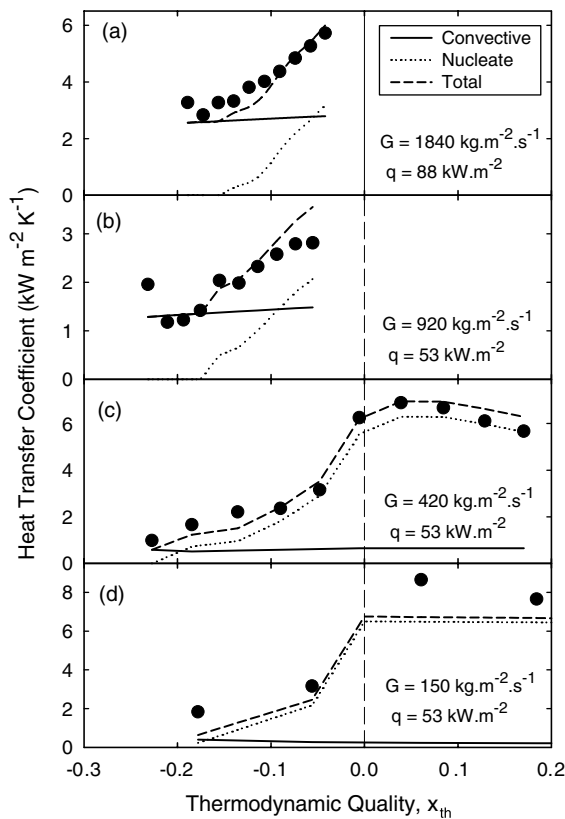 Heat Transfer Coefficient (kW m⁻² K⁻¹)
(a)
6
4
2
0
Convective
Nucleate
Total
G = 1840 kg.m⁻².s⁻¹
q = 88 kW.m⁻²
(b)
3
2
1
0
G = 920 kg.m⁻².s⁻¹
q = 53 kW.m⁻²
(c)
6
4
2
0
G = 420 kg.m⁻².s⁻¹
q = 53 kW.m⁻²
(d)
8
6
4
2
0
G = 150 kg.m⁻².s⁻¹
q = 53 kW.m⁻²
-0.3 -0.2 -0.1 0.0 0.1 0.2
Thermodynamic Quality, xth